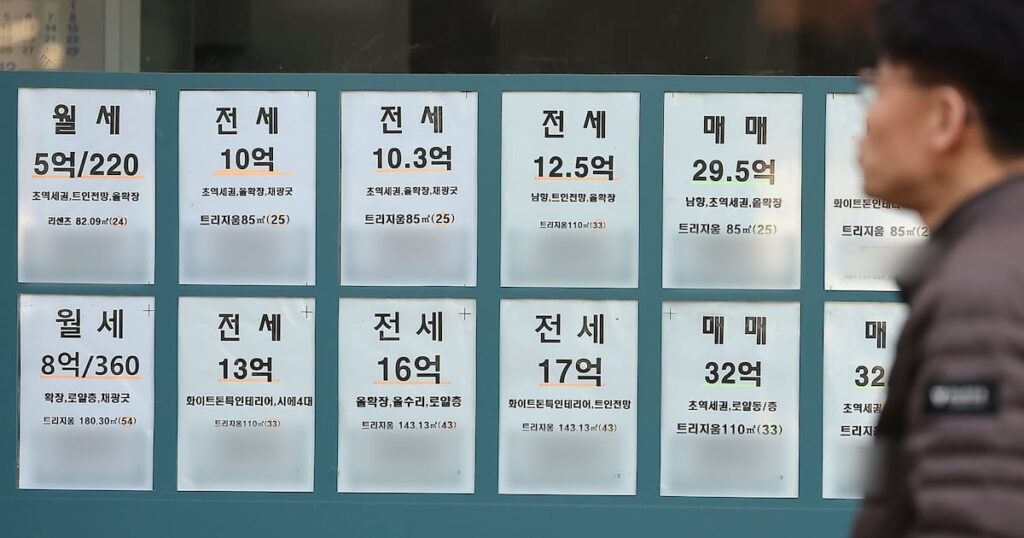 월 세
5억/220
초역세권,트인전망,올확장
리센즈 82.09㎡(24)
전 세
10억
초역세권,올확장,채광굿
트리지움85㎡(25)
전 세
10.3억
초역세권,올확장,채광굿
트리지움85㎡(25)
전 세
12.5억
남향,트인전망,올확장
트리지움110㎡(33)
매 매
29.5억
남향,초역세권,올확장
트리지움 85㎡(25)
화이트톤인테리어
트리지움 85㎡(25)
월 세
8억/360
확장,로얄층,채광굿
트리지움 180.30㎡(54)
전 세
13억
화이트톤특인테리어,시에4대
트리지움110㎡(33)
전 세
16억
올확장,올수리,로얄층
트리지움 143.13㎡(43)
전 세
17억
화이트톤특인테리어,트인전망
트리지움 143.13㎡(43)
매 매
32억
초역세권,로얄동/층
트리지움110㎡(33)
매
32
초역세
트리지움